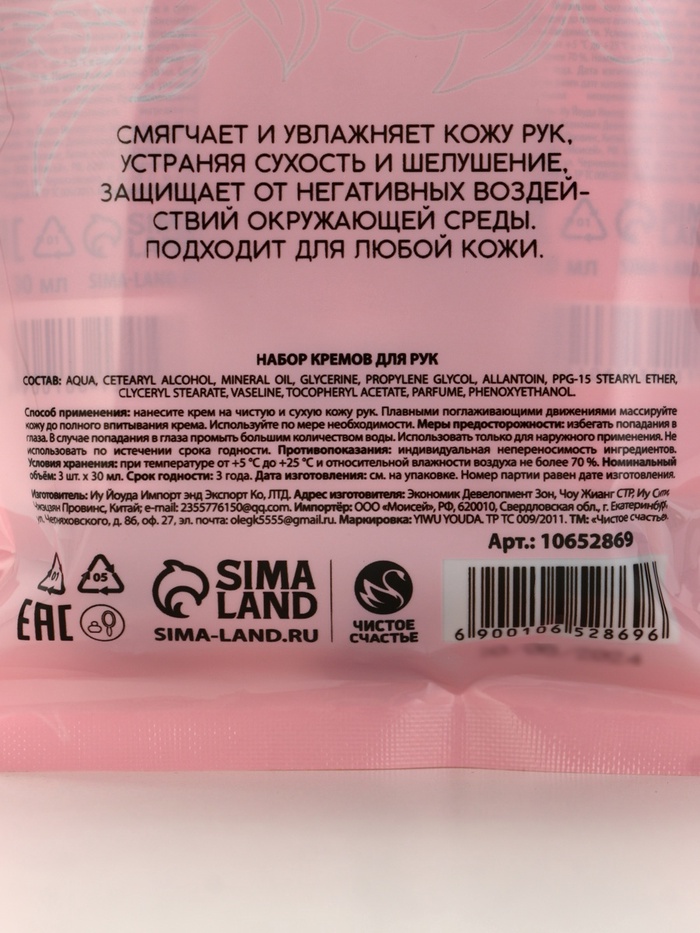 СМЯГЧАЕТ И УВЛАЖНЯЕТ КОЖУ РУК,
УСТРАНЯЯ СУХОСТЬ И ШЕЛУШЕНИЕ,
ЗАЩИЩАЕТ ОТ НЕГАТИВНЫХ ВОЗДЕЙ-
СТВИЙ ОКРУЖАЮЩЕЙ СРЕДЫ.
ПОДХОДИТ ДЛЯ ЛЮБОЙ КОЖИ.
НАБОР КРЕМОВ ДЛЯ РУК
СОСТАВ: AQUA, CETEARYL ALCOHOL, MINERAL OIL, GLYCERINE, PROPYLENE GLYCOL, ALLANTOIN, PPG-15 STEARYL ETHER,
GLYCERYL STEARATE, VASELINE, TOCOPHERYL ACETATE, PARFUME, PHENOXYETHANOL.
Способ применения: нанесите крем на чистую и сухую кожу рук. Плавными поглаживающими движениями массируйте
кожу до полного впитывания крема. Используйте по мере необходимости. Меры предосторожности: избегать попадания в
глаза. В случае попадания в глаза промыть большим количеством воды. Использовать только для наружного применения. Не
использовать по истечении срока годности. Противопоказания: индивидуальная непереносимость ингредиентов.
Условия хранения: при температуре от +5 °C до +25 °C и относительной влажности воздуха не более 70 %. Номинальный
объём: 3 шт. х 30 мл. Срок годности: 3 года. Дата изготовления: см. на упаковке. Номер партии равен дате изготовления.
Изготовитель: Иу Йоуда Импорт энд Экспорт Ко, ЛТД. Адрес изготовителя: Экономик Девелопмент Зон, Чоу Жианг СТР, Иу Сити,
Провинс, Китай; e-mail: 2355776150@qq.com. Импортёр: ООО «Моисей», РФ, 620010, Свердловская обл., г. Екатеринбург,
ул. Черняховского, д. 86, оф. 27, эл. почта: olegk5555@gmail.ru. Маркировка: YIWU YOUDA. ТР ТС 009/2011. ТМ: «Чистое счастье»
Арт.: 10652869
01 05
EAC
SIMA
LAND
SIMA-LAND.RU
ЧИСТОЕ
СЧАСТЬЕ
6 900106 528696